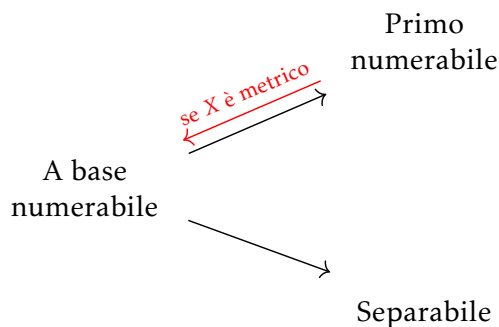 Primo
numerabile
se X è metrico
A base
numerabile
Separabile